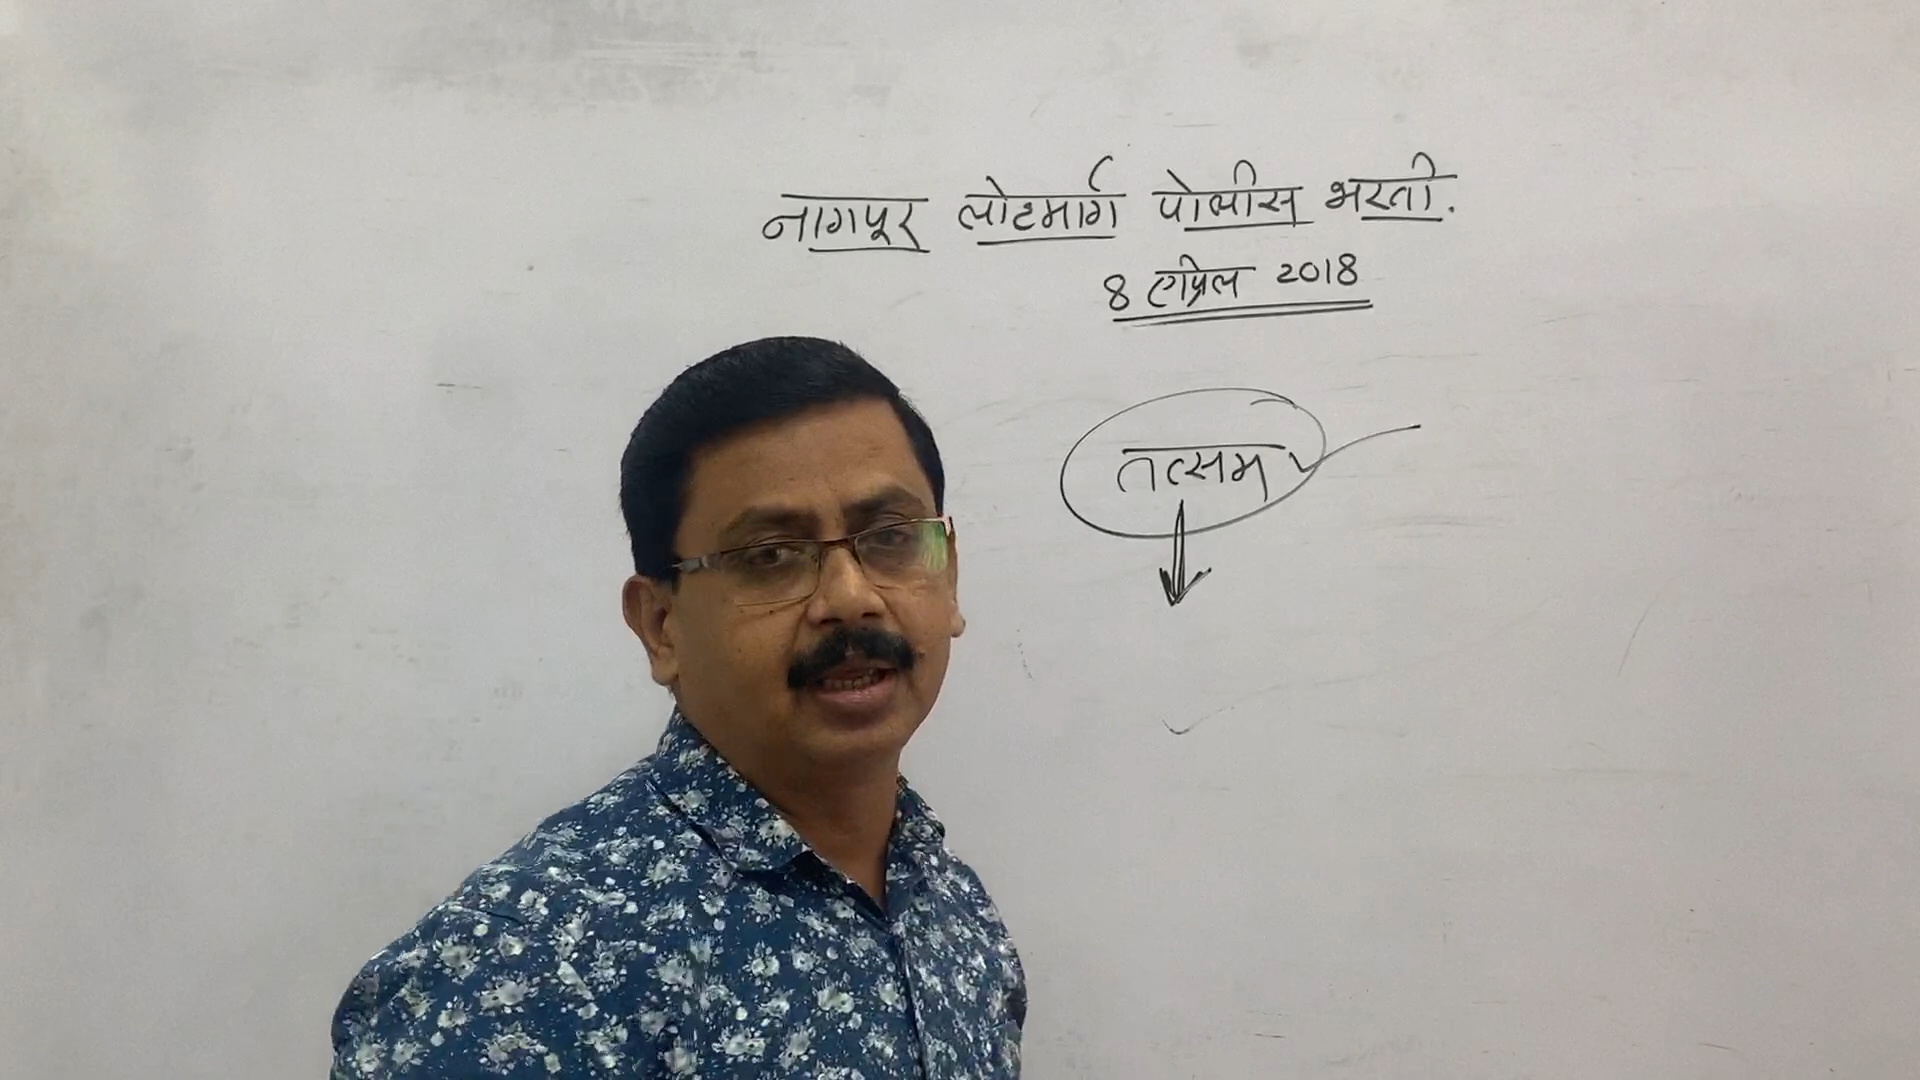 नागपूर लोहमार्ग पोलीस भरती.
8 एप्रिल 2018
तत्सम